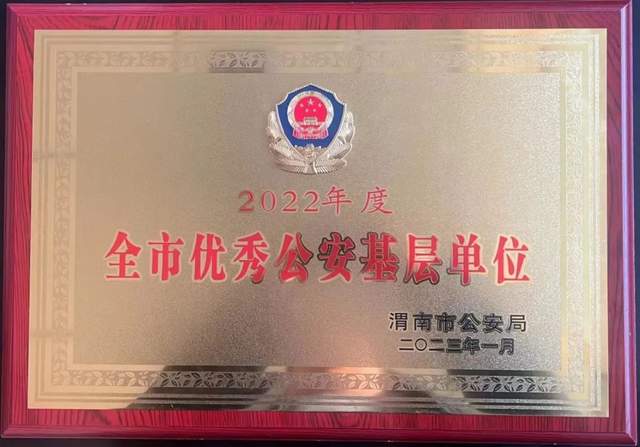 2022年度
全市优秀公安基层单位
渭南市公安局
二〇二三年一月